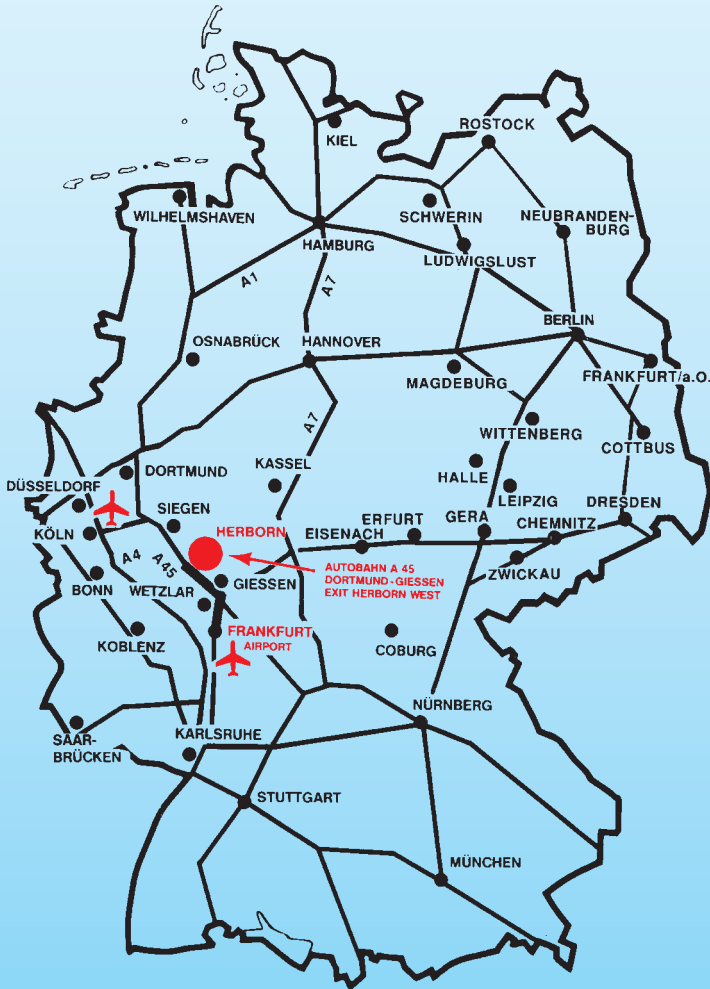 KIEL
ROSTOCK
WILHELMSHAVEN
SCHWERIN
NEUBRANDEN-
BURG
HAMBURG
LUDWIGSLUST
A1
A7
BERLIN
OSNABRÜCK
HANNOVER
MAGDEBURG
FRANKFURT/a.O.
A7
WITTENBERG
COTTBUS
DORTMUND
KASSEL
HALLE
LEIPZIG
DÜSSELDORF
SIEGEN
DRESDEN
KÖLN
HERBORN
EISENACH
ERFURT
GERA
CHEMNITZ
A4
A45
AUTOBAHN A 45
DORTMUND-GIESSEN
EXIT HERBORN WEST
ZWICKAU
BONN
GIESSEN
WETZLAR
KOBLENZ
FRANKFURT
AIRPORT
COBURG
NÜRNBERG
SAAR-
BRÜCKEN
KARLSRUHE
STUTTGART
MÜNCHEN